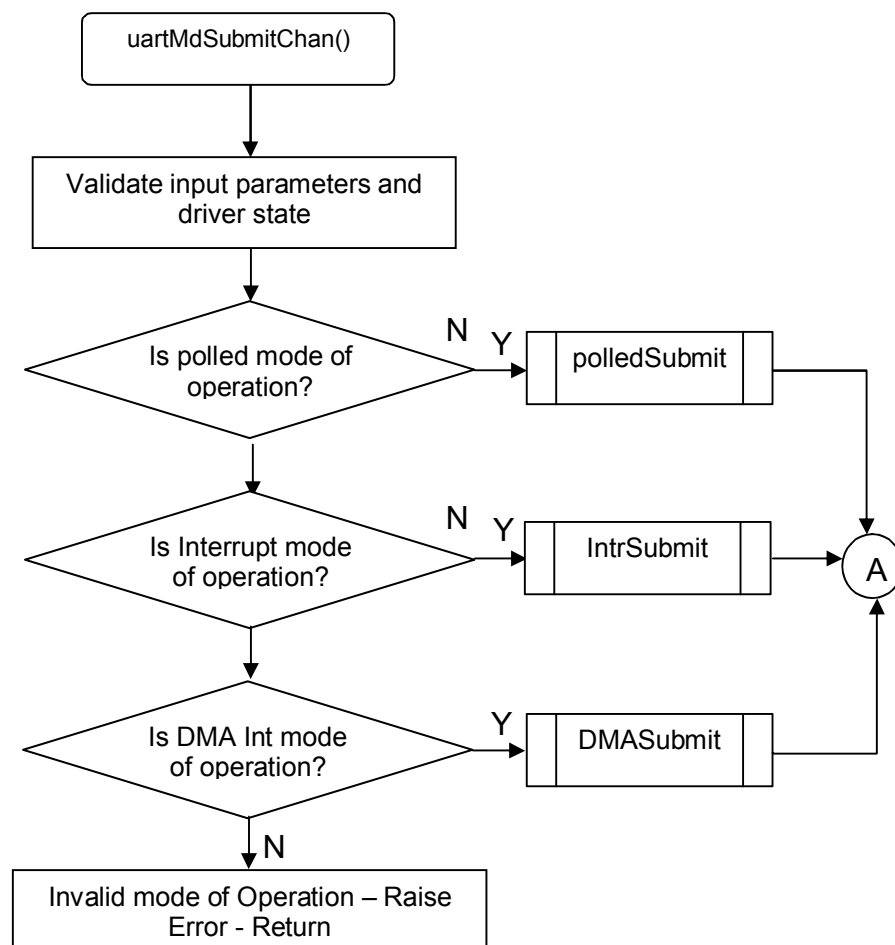 uartMdSubmitChan()
Validate input parameters and
driver state
Is polled mode of
operation?
N
Y
polledSubmit
Is Interrupt mode
of operation?
N
Y
IntrSubmit
A
Is DMA Int mode
of operation?
Y
DMASubmit
N
Invalid mode of Operation – Raise
Error - Return